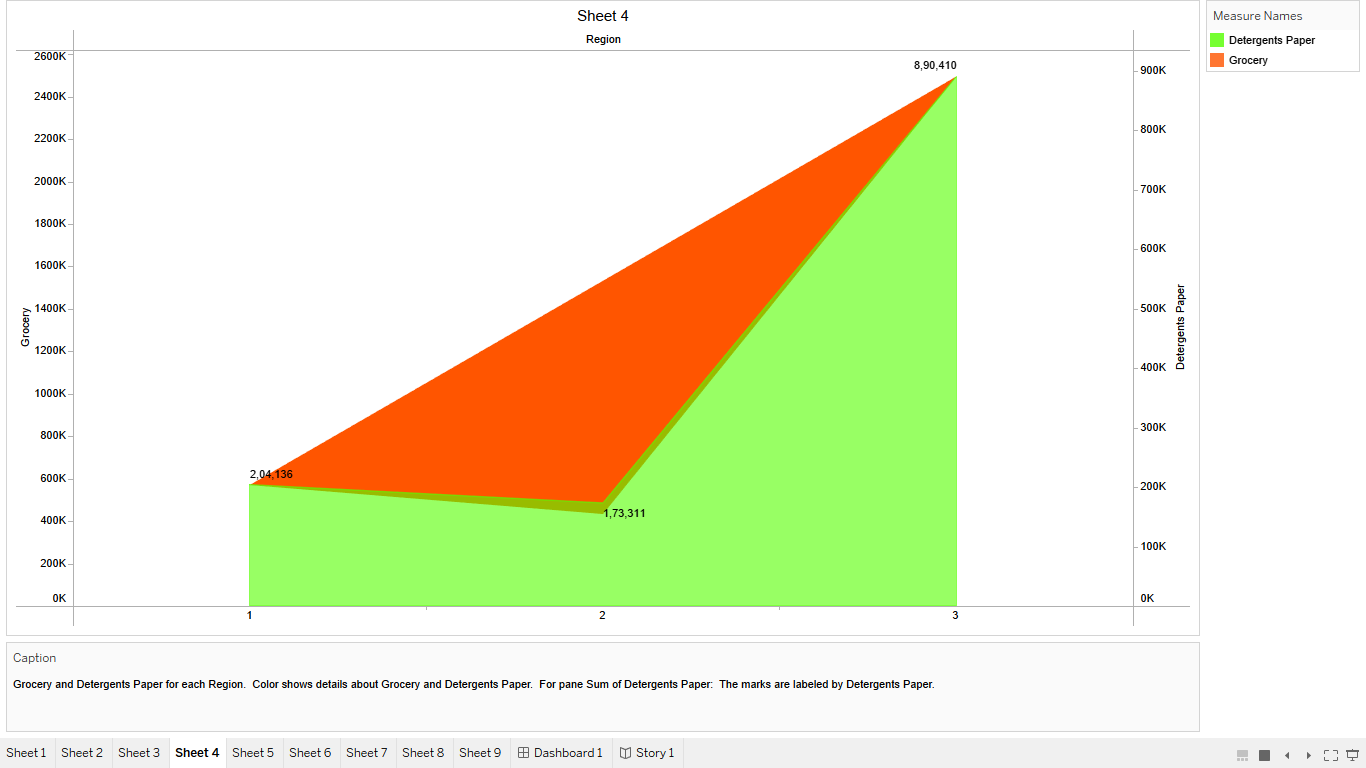 Sheet 4
Region
Measure Names
Detergents Paper
Grocery
2600K
2400K
2200K
2000K
1800K
1600K
1400K
1200K
1000K
800K
600K
400K
200K
0K
Grocery
8,90,410
2,04,136
1,73,311
900K
800K
700K
600K
500K
400K
300K
200K
100K
0K
Detergents Paper
1 2 3
Caption
Grocery and Detergents Paper for each Region. Color shows details about Grocery and Detergents Paper. For pane Sum of Detergents Paper: The marks are labeled by Detergents Paper.
Sheet 1 Sheet 2 Sheet 3 Sheet 4 Sheet 5 Sheet 6 Sheet 7 Sheet 8 Sheet 9 Dashboard 1 Story 1